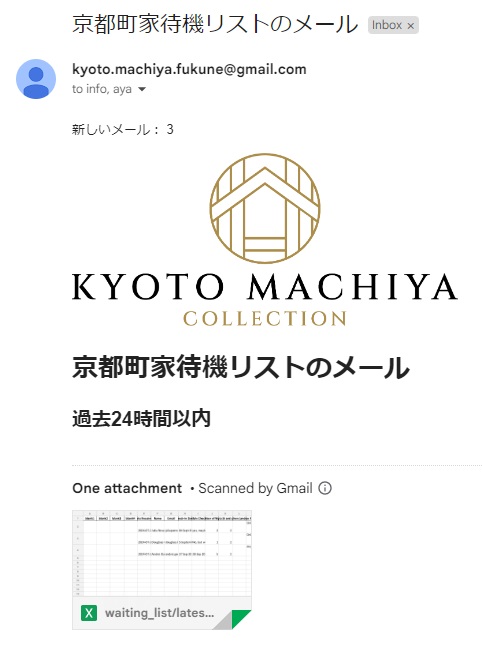 京都町家待機リストのメール Inbox ×
kyoto.machiya.fukune@gmail.com
to info, aya
新しいメール： 3
KYOTO MACHIYA
COLLECTION
京都町家待機リストのメール
過去24時間以内
One attachment • Scanned by Gmail
X waiting_list/lates...